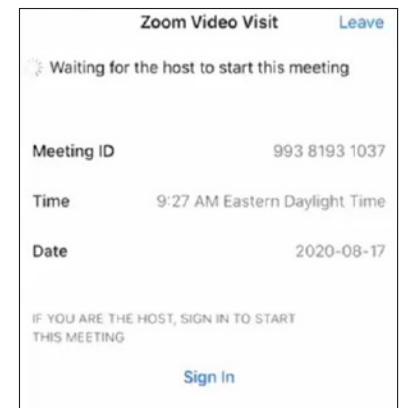 Zoom Video Visit Leave
Waiting for the host to start this meeting
Meeting ID 993 8193 1037
Time 9:27 AM Eastern Daylight Time
Date 2020-08-17
IF YOU ARE THE HOST, SIGN IN TO START
THIS MEETING
Sign In